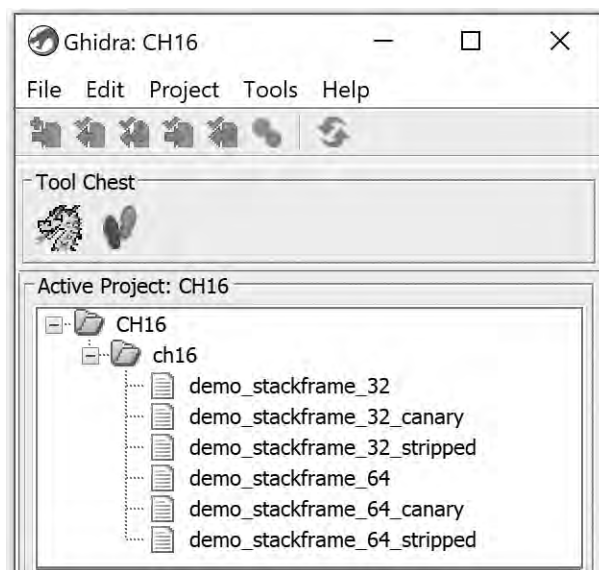 Ghidra: CH16
File Edit Project Tools Help
Tool Chest
Active Project: CH16
CH16
ch16
demo_stackframe_32
demo_stackframe_32_canary
demo_stackframe_32_stripped
demo_stackframe_64
demo_stackframe_64_canary
demo_stackframe_64_stripped